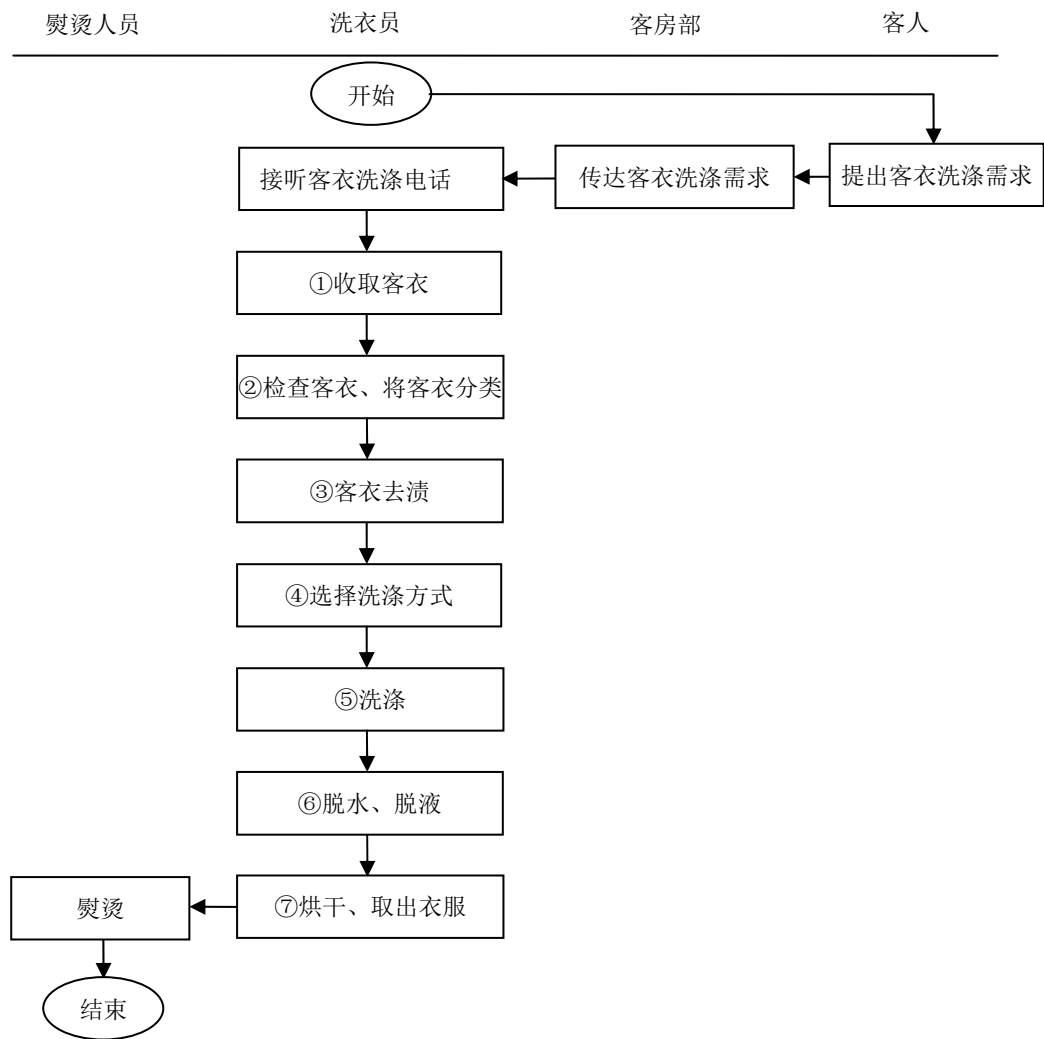 熨烫人员 洗衣员 客房部 客人
开始
接听客衣洗涤电话 传达客衣洗涤需求 提出客衣洗涤需求
①收取客衣
②检查客衣、将客衣分类
③客衣去渍
④选择洗涤方式
⑤洗涤
⑥脱水、脱液
熨烫 ⑦烘干、取出衣服
结束